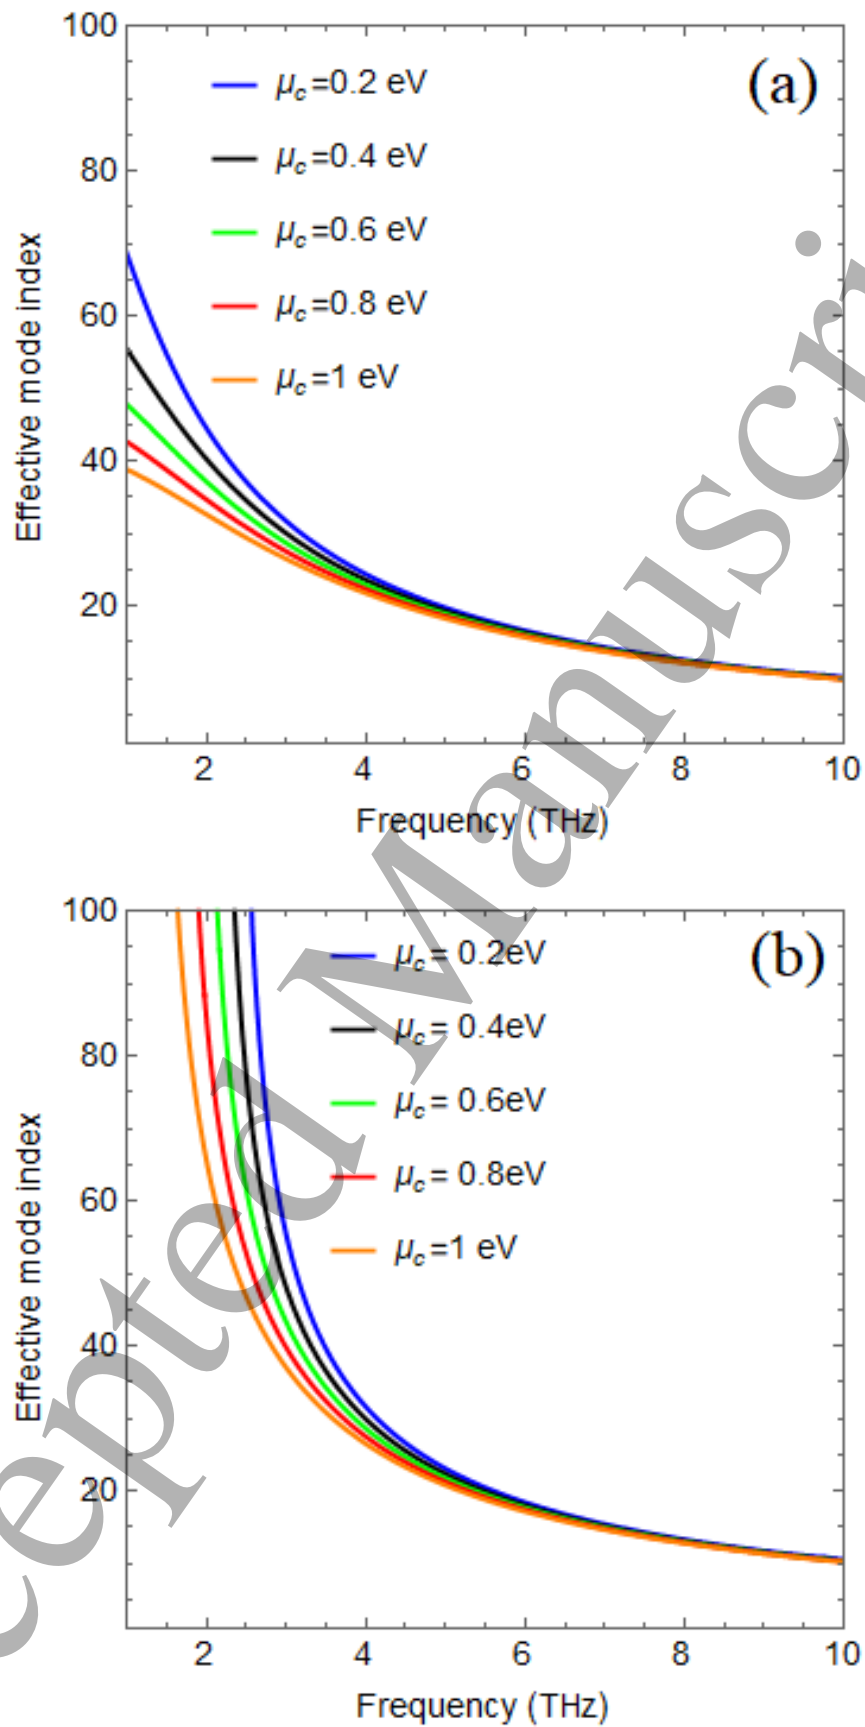 100
(a)
μc=0.2 eV
80
μc=0.4 eV
μc=0.6 eV
60
μc=0.8 eV
μc=1 eV
40
20
Effective mode index
2 4 6 8 10
Frequency (THz)
100
(b)
μc= 0.2eV
μc= 0.4eV
80
μc= 0.6eV
μc= 0.8eV
60
μc=1 eV
40
20
Effective mode index
2 4 6 8 10
Frequency (THz)
cepted Manuscri